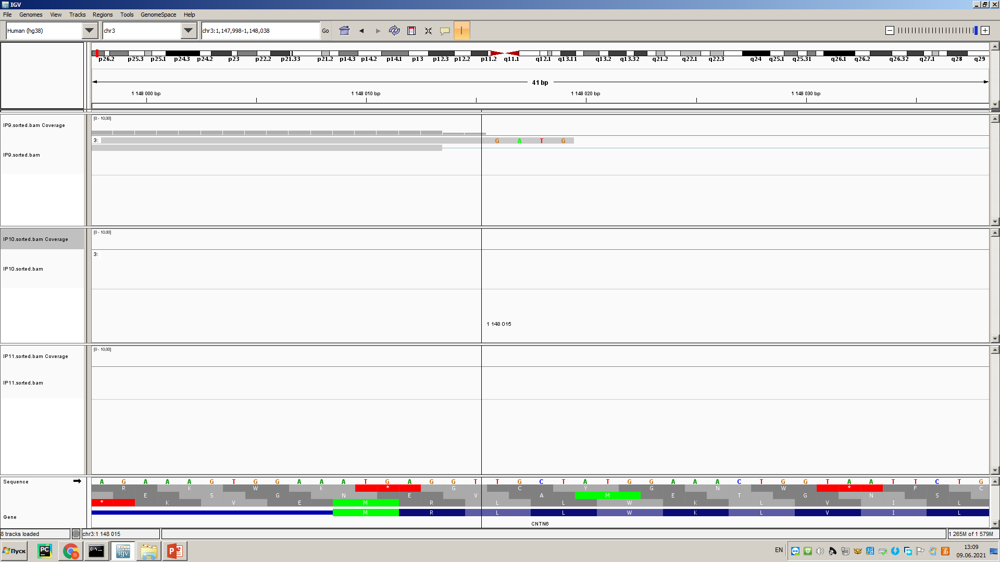 IGV
File Genomes View Tracks Regions Tools GenomeSpace Help
Human (hg38) chr3 chr3:1,147,998-1,148,038 Go
p26.2 p25.3 p25.1 p24.3 p24.2 p23 p22.2 p21.33 p21.2 p14.3 p14.2 p14.1 p13 p12.3 p12.2 p11.2 q11.1 q12.1 q13.11 q13.2 q13.32 q21.2 q22.1 q22.3 q24 q25.1 q25.31 q26.1 q26.2 q26.32 q27.1 q28 q29
41 bp
1 148 000 bp 1 148 010 bp 1 148 020 bp 1 148 030 bp
[0 - 10,00]
IP9.sorted.bam Coverage
3: G A T G
IP9.sorted.bam
[0 - 10,00]
IP10.sorted.bam Coverage
3:
IP10.sorted.bam
1 148 015
[0 - 10,00]
IP11.sorted.bam Coverage
IP11.sorted.bam
Sequence A G A A A G T G G A A A T G A G G T T G C T A T G G A A A C T G G T A A T T C T G
R K W K * G C Y G N W * F C
E S G N E V A M E T G N S
* K V E M R L L W K L V I L
Gene M R L L W K L V I L
CNTN6
8 tracks loaded chr3:1 148 015 1 265M of 1 579M
Пуск PC C:\ igv EN 13:09
09.06.2021